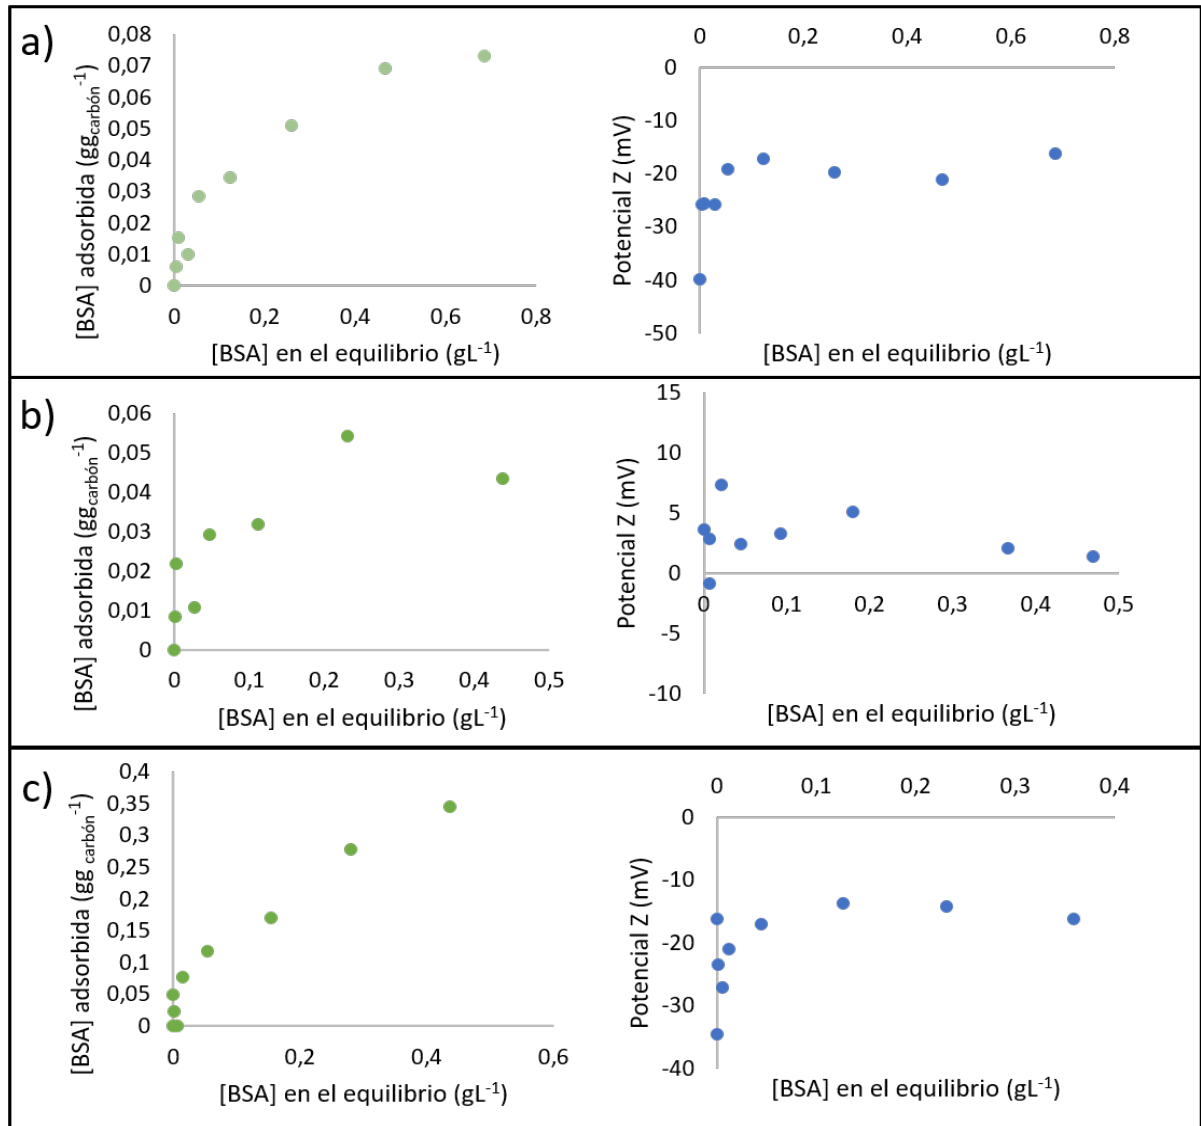 a)
[BSA] adsorbida (gg carbón -1)
0,08
0,07
0,06
0,05
0,04
0,03
0,02
0,01
0
0 0,2 0,4 0,6 0,8
[BSA] en el equilibrio (gL-1)
0 0,2 0,4 0,6 0,8
Potencial Z (mV)
0
-10
-20
-30
-40
-50
[BSA] en el equilibrio (gL-1)
b)
[BSA] adsorbida (gg carbón -1)
0,06
0,05
0,04
0,03
0,02
0,01
0
0 0,1 0,2 0,3 0,4 0,5
[BSA] en el equilibrio (gL-1)
Potencial Z (mV)
15
10
5
0
-5
-10
0 0,1 0,2 0,3 0,4 0,5
[BSA] en el equilibrio (gL-1)
c)
[BSA] adsorbida (gg carbón -1)
0,4
0,35
0,3
0,25
0,2
0,15
0,1
0,05
0
0 0,2 0,4 0,6
[BSA] en el equilibrio (gL-1)
0 0,1 0,2 0,3 0,4
Potencial Z (mV)
0
-10
-20
-30
-40
[BSA] en el equilibrio (gL-1)